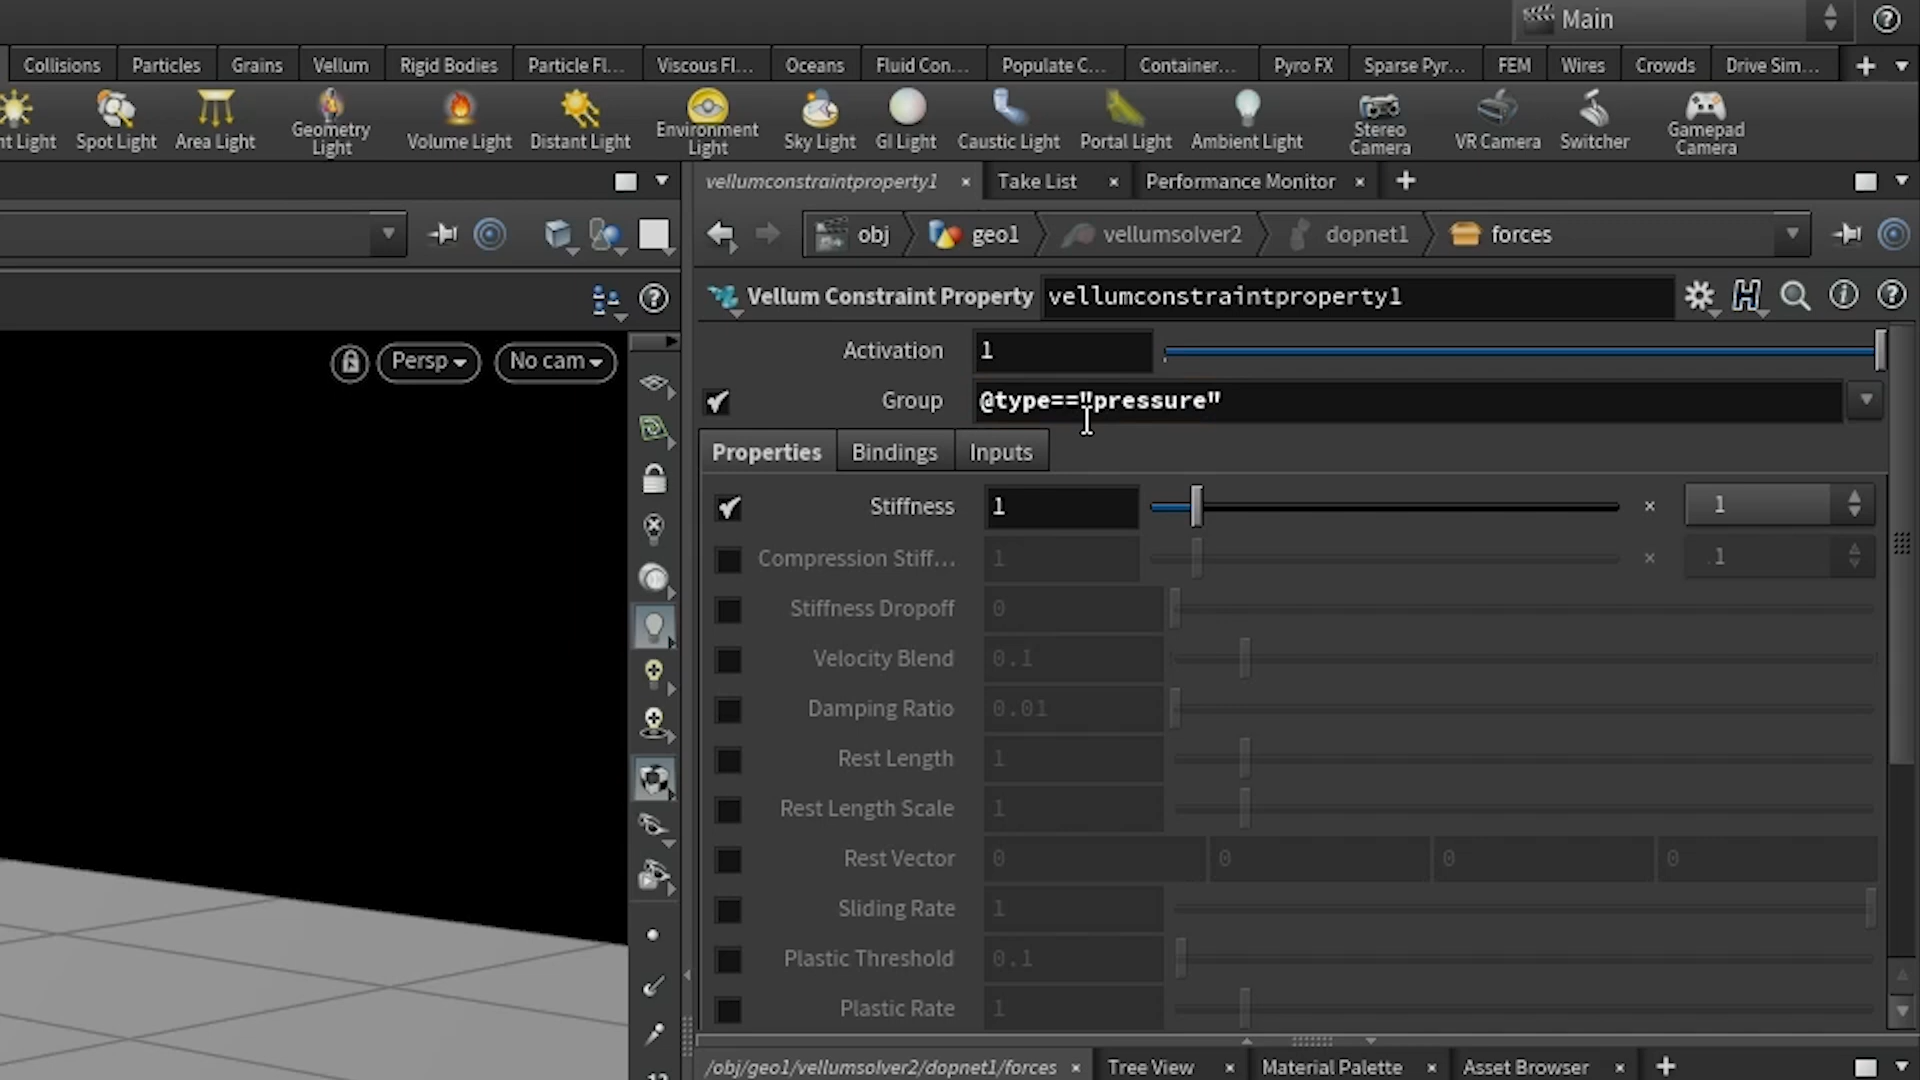 Main
Collisions Particles Grains Vellum Rigid Bodies Particle Fl... Viscous Fl... Oceans Fluid Con... Populate C... Container... Pyro FX Sparse Pyr... FEM Wires Crowds Drive Sim...
nt Light Spot Light Area Light Geometry Light Volume Light Distant Light Environment Light Sky Light GI Light Caustic Light Portal Light Ambient Light Stereo Camera VR Camera Switcher Gamepad Camera
vellumconstraintproperty1 × Take List × Performance Monitor × +
obj geo1 vellumsolver2 dopnet1 forces
Vellum Constraint Property vellumconstraintproperty1
Persp No cam
Activation 1
Group @type=="pressure"
Properties Bindings Inputs
Stiffness 1 × 1
Compression Stiff... 1 × .1
Stiffness Dropoff 0
Velocity Blend 0.1
Damping Ratio 0.01
Rest Length 1
Rest Length Scale 1
Rest Vector 0 0 0 0
Sliding Rate 1
Plastic Threshold 0.1
Plastic Rate 1
/obj/geo1/vellumsolver2/dopnet1/forces × Tree View × Material Palette × Asset Browser × +